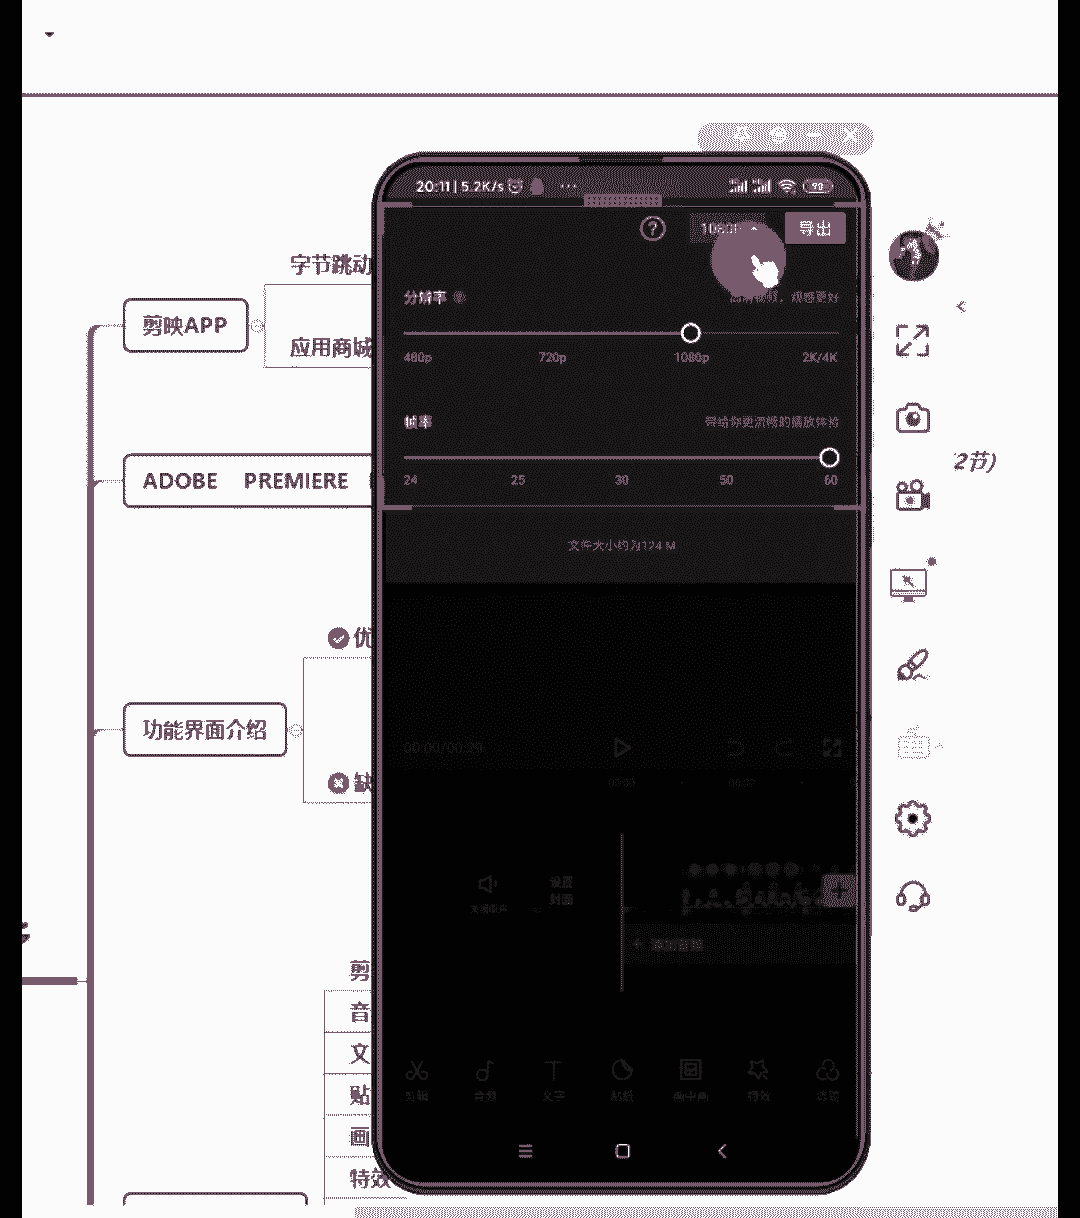 20:11 | 5.2K/s
90
1080P
导出
字节跳动
分辨率
高清视频，观感更好
剪映APP
应用商城
480p
720p
1080p
2K/4K
帧率
带给你更流畅的播放体验
2节)
ADOBE PREMIERE
24
25
30
50
60
文件大小约为124 M
优
功能界面介绍
00:00/00:29
00:00
00:02
缺
设置
封面
关闭原声
+ 添加音频
剪
音
文
贴
画
特效
剪辑
音频
文字
贴纸
画中画
特效
滤镜